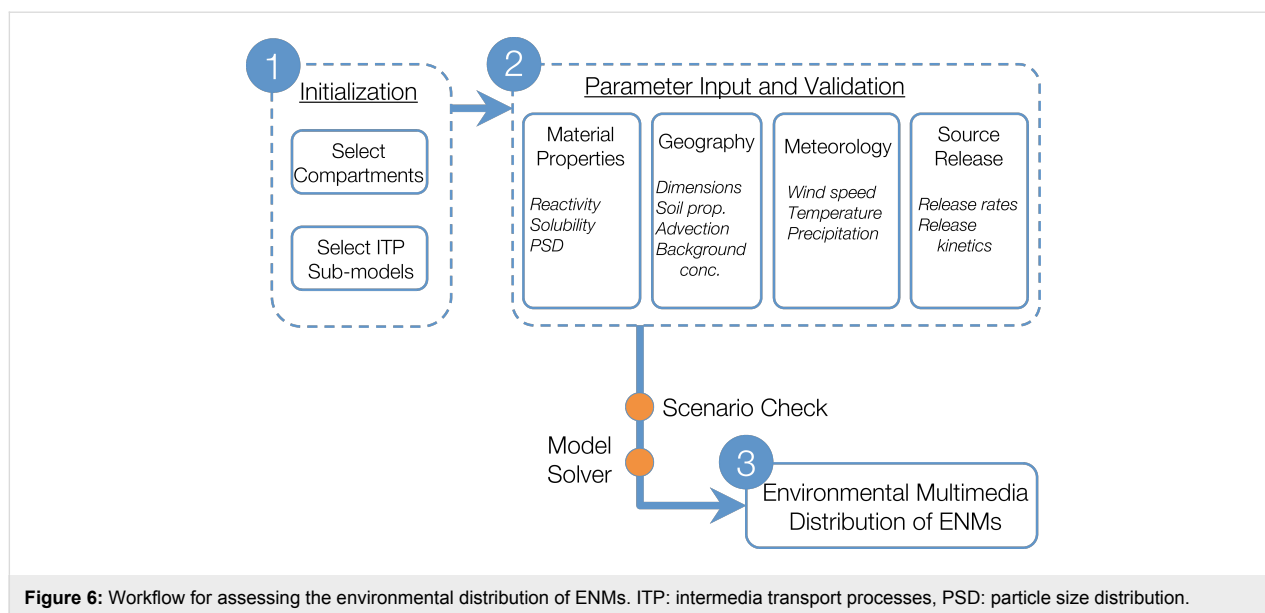 1
Initialization
Select
Compartments
Select ITP
Sub-models
2
Parameter Input and Validation
Material
Properties
Reactivity
Solubility
PSD
Geography
Dimensions
Soil prop.
Advection
Background
conc.
Meteorology
Wind speed
Temperature
Precipitation
Source
Release
Release rates
Release
kinetics
Scenario Check
Model
Solver
3
Environmental Multimedia
Distribution of ENMs
Figure 6: Workflow for assessing the environmental distribution of ENMs. ITP: intermedia transport processes, PSD: particle size distribution.